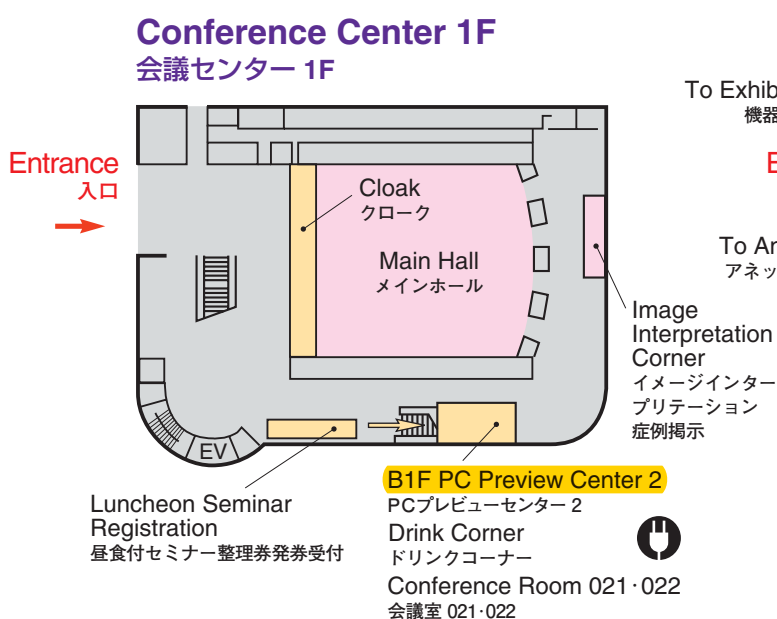 Conference Center 1F
会議センター 1F
To Exhib
機器
Entrance
入口
E
Cloak
クローク
Main Hall
メインホール
To An
アネッ
Image
Interpretation
Corner
イメージインター
プリテーション
症例掲示
EV
Luncheon Seminar
Registration
昼食付セミナー整理券発券受付
B1F PC Preview Center 2
PCプレビューセンター 2
Drink Corner
ドリンクコーナー
Conference Room 021·022
会議室 021·022